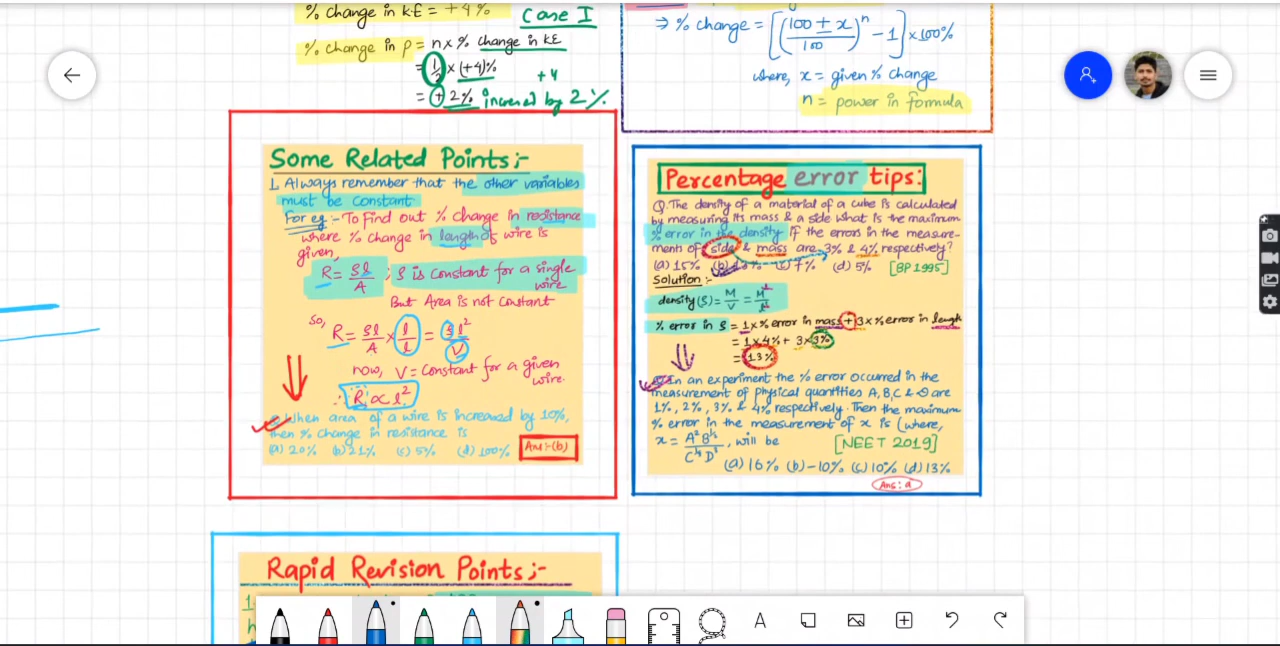 % change in K.E = +4%
Case I
% change in p = n x % change in KE
= 1/2 x (+4)%
+4
= + 2% increased by 2%.
⇒ % change = [((100 ± x)/100)^n − 1] x 100%
where, x = given % change
n = power in formula
Some Related Points:-
1. Always remember that the other variables
must be constant
For eg:- To find out % change in resistance
where % change in length of wire is
given,
R = Sl/A ; S is constant for a single
wire
But Area is not constant
So,
R = Sl/A x l/l = Sl²/V
now, V = Constant for a given
wire.
∴ R ∝ l²
Q. When area of a wire is increased by 10%,
then % change in resistance is
(a) 20% (b) 21% (c) 5% (d) 100%
Ans:-(b)
Percentage error tips:
Q. The density of a material of a cube is calculated
by measuring its mass & a side what is the maximum
% error in the density if the errors in the measure-
ments of side & mass are 3% & 4% respectively?
(a) 15% (b) 13% (c) 7% (d) 5% [BP 1995]
Solution:-
density (S) = M/V = M/l³
% error in S = 1 x % error in mass + 3 x % error in length
= 1 x 4% + 3 x 3%
= 13%
Q. In an experiment the % error occurred in the
measurement of physical quantities A, B, C & D are
1%, 2%, 3% & 4% respectively. Then the maximum
% error in the measurement of x is (where,
x = A²B^½/C^⅓D³, will be [NEET 2019]
(a) 16% (b) -10% (c) 10% (d) 13%
Ans: a
Rapid Revision Points:-
A